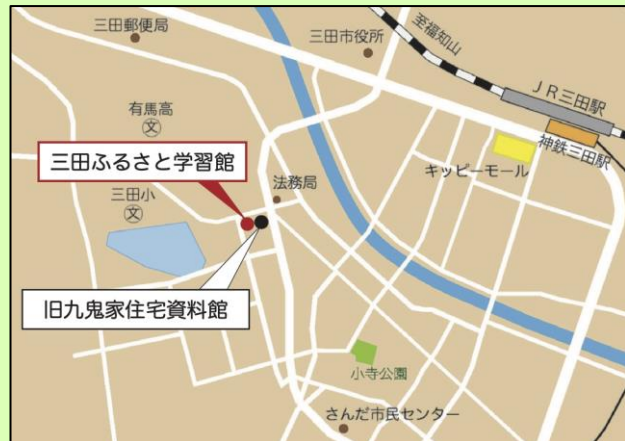 三田郵便局
三田市役所
至福知山
JR三田駅
神鉄三田駅
有馬高
文
キッピーモール
三田ふるさと学習館
法務局
三田小
文
旧九鬼家住宅資料館
小寺公園
さんだ市民センター